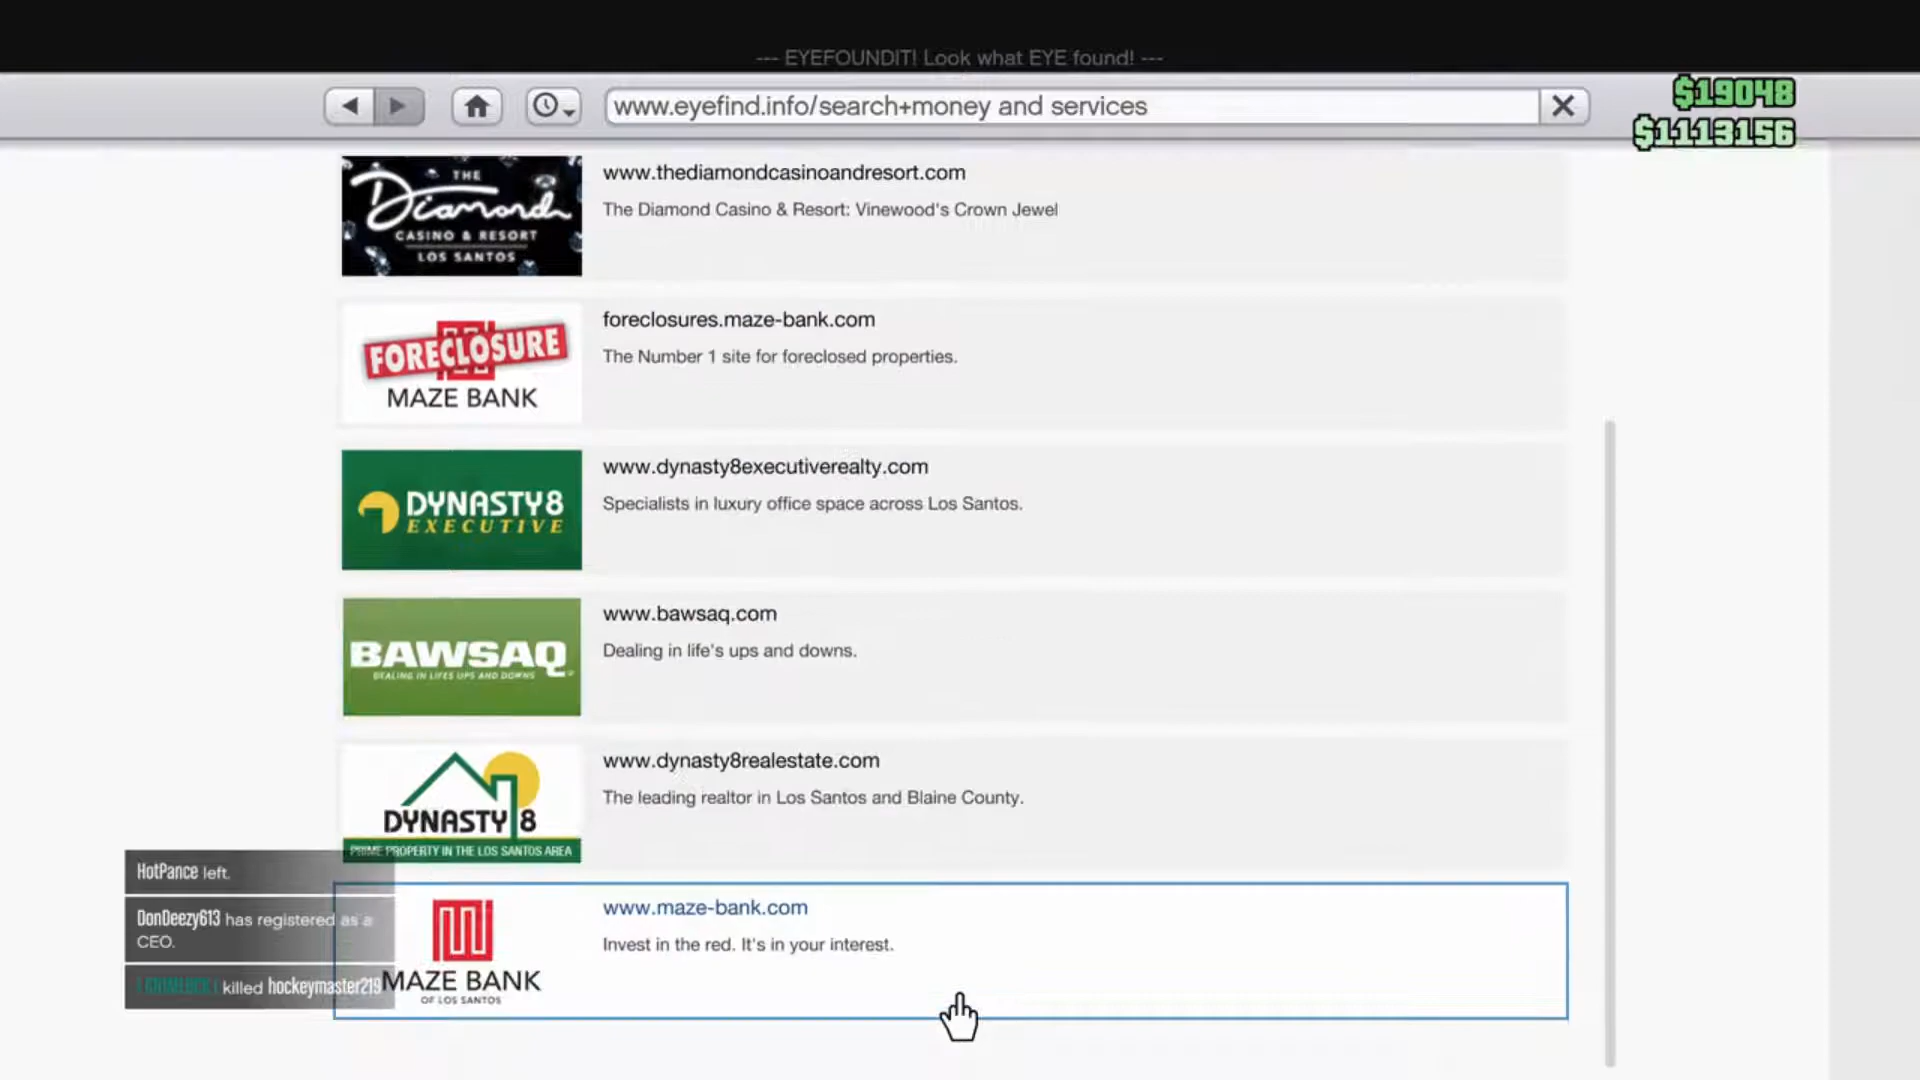 --- EYEFOUNDIT! Look what EYE found! ---
www.eyefind.info/search+money and services
$19048
$1113156
THE
Diamond
CASINO & RESORT
LOS SANTOS
www.thediamondcasinoandresort.com
The Diamond Casino & Resort: Vinewood's Crown Jewel
FORECLOSURE
MAZE BANK
foreclosures.maze-bank.com
The Number 1 site for foreclosed properties.
DYNASTY8
EXECUTIVE
www.dynasty8executiverealty.com
Specialists in luxury office space across Los Santos.
BAWSAQ
DEALING IN LIFES UPS AND DOWNS
www.bawsaq.com
Dealing in life's ups and downs.
DYNASTY 8
PRIME PROPERTY IN THE LOS SANTOS AREA
www.dynasty8realestate.com
The leading realtor in Los Santos and Blaine County.
HotPance left.
DonDeezy613 has registered as a
CEO.
killed hockeymaster219
MAZE BANK
OF LOS SANTOS
www.maze-bank.com
Invest in the red. It's in your interest.